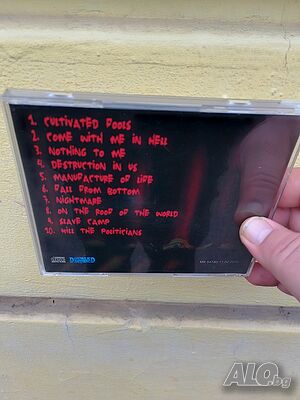 1. CULTIVATED FOOLS
2. COME WITH ME IN HELL
3. NOTHING TO ME
4. DESTRUCTION IN US
5. MANUFACTURE OF LIFE
6. FALL FROM BOTTOM
7. NIGHTMARE
8. ON THE ROOF OF THE WORLD
9. SLAVE CAMP
10. KILL THE POLITICIANS
ALO.bg